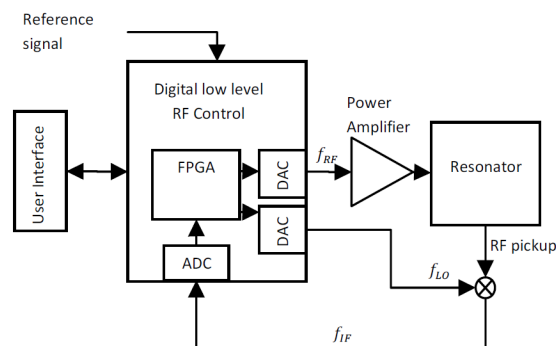 Reference
signal
Digital low level
RF Control
Power
Amplifier
User Interface
FPGA
DAC
f_RF
Resonator
DAC
ADC
RF pickup
f_LO
f_IF